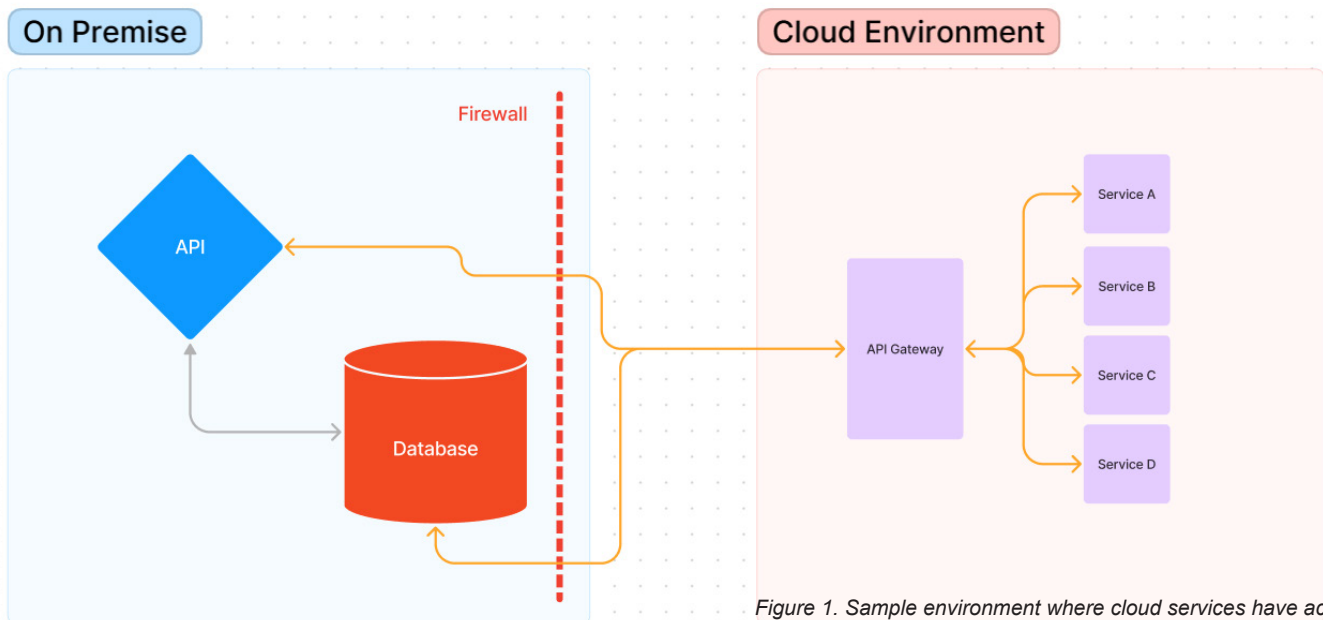 On Premise
Cloud Environment
Firewall
API
Database
API Gateway
Service A
Service B
Service C
Service D
Figure 1. Sample environment where cloud services have